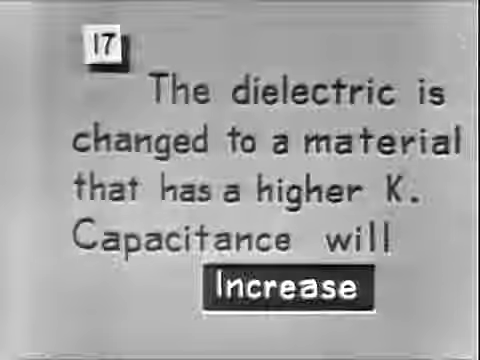 17
The dielectric is
changed to a material
that has a higher K.
Capacitance will
Increase